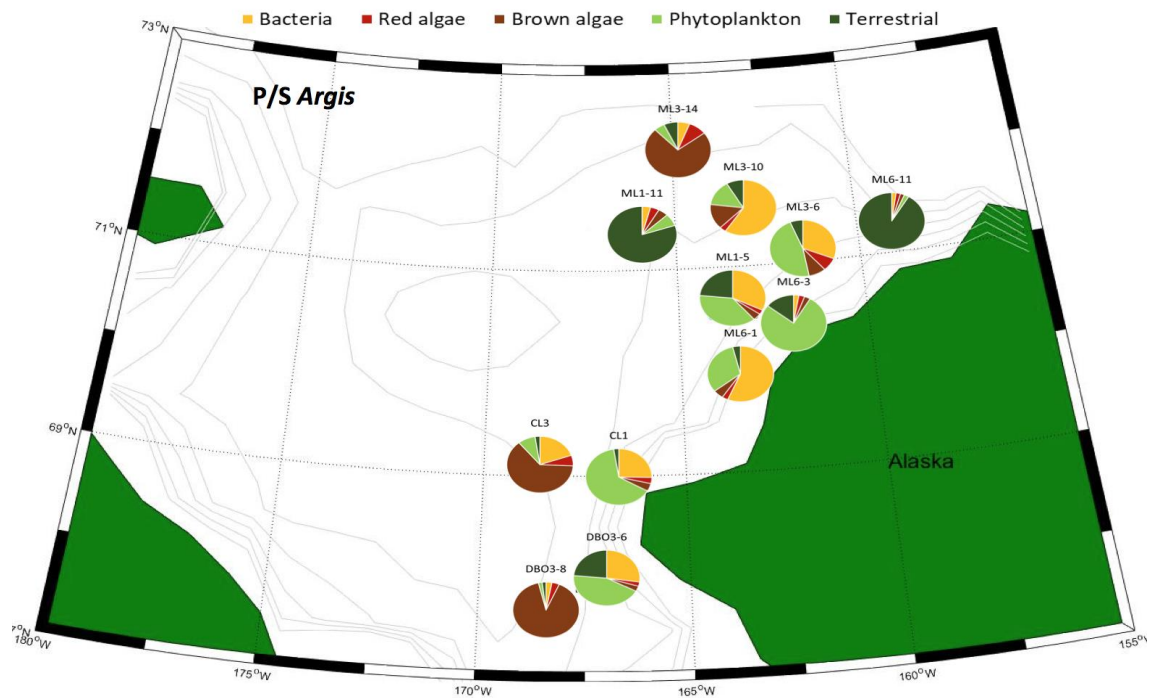 Bacteria Red algae Brown algae Phytoplankton Terrestrial
73°N
P/S Argis
ML3-14
ML3-10
ML1-11
ML6-11
ML3-6
71°N
ML1-5
ML6-3
ML6-1
CL3
CL1
69°N
Alaska
DBO3-6
DBO3-8
7°N
180°W
175°W
170°W
165°W
160°W
155°W